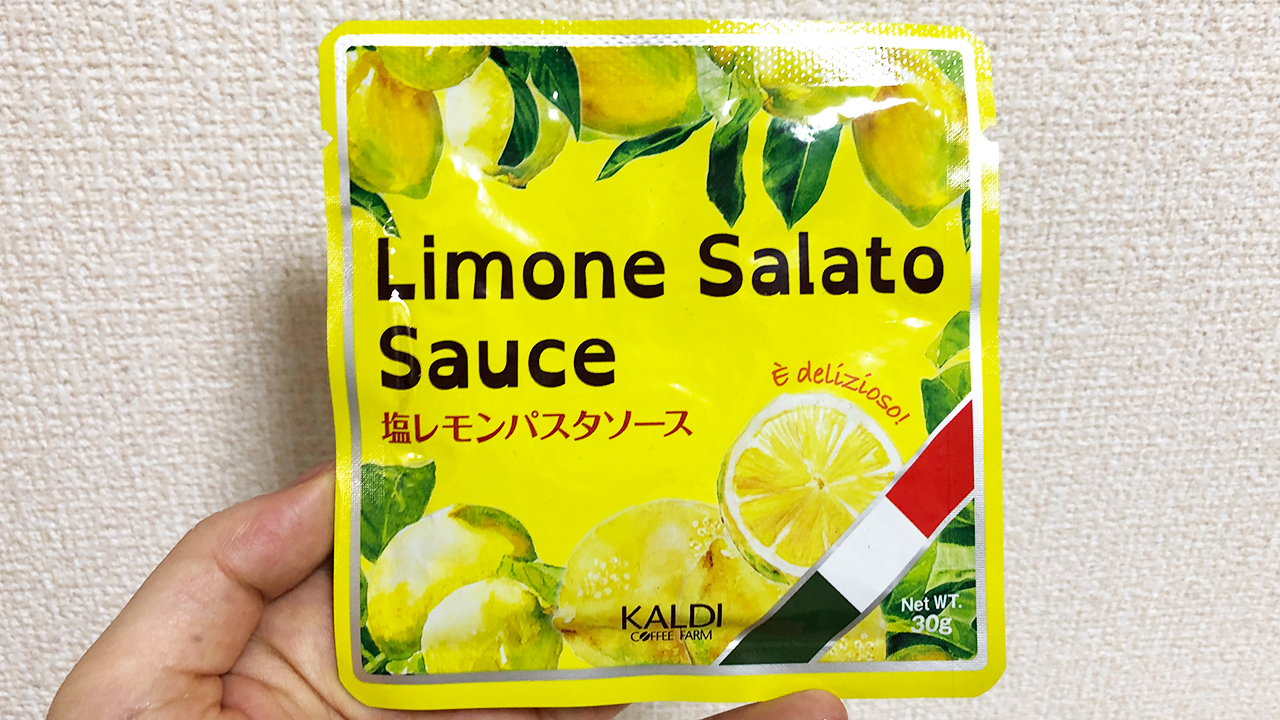 Limone Salato
Sauce
塩レモンパスタソース
È delizioso!
KALDI
COFFEE FARM
Net WT.
30g